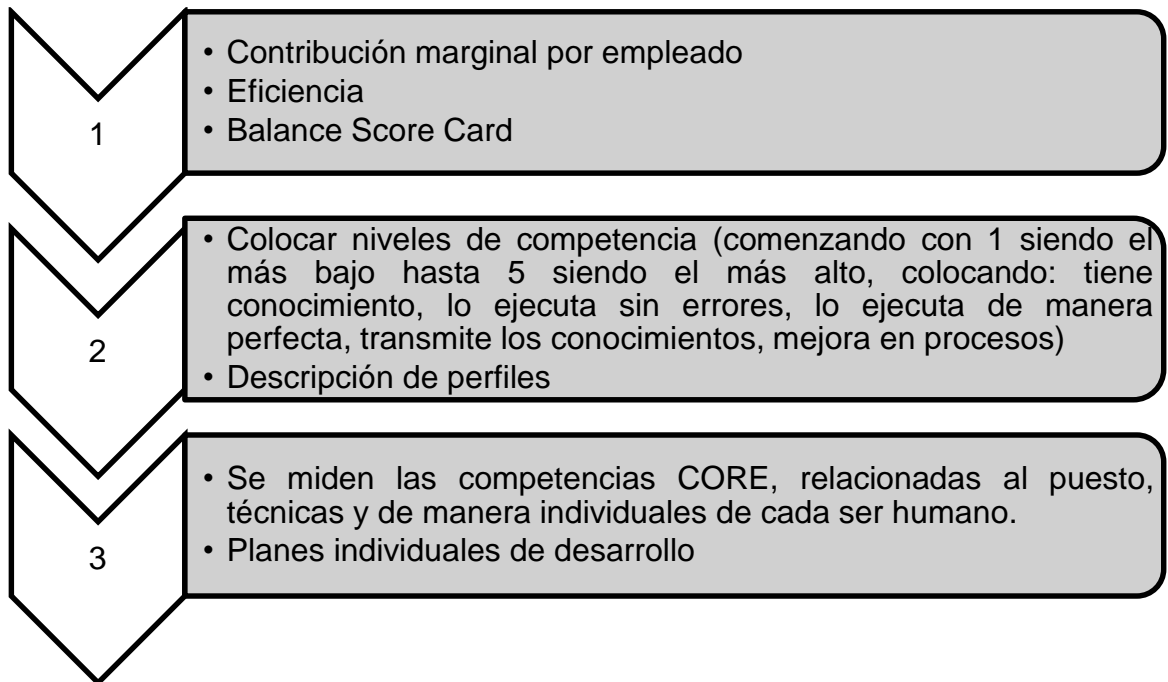 1
• Contribución marginal por empleado
• Eficiencia
• Balance Score Card
2
• Colocar niveles de competencia (comenzando con 1 siendo el
más bajo hasta 5 siendo el más alto, colocando: tiene
conocimiento, lo ejecuta sin errores, lo ejecuta de manera
perfecta, transmite los conocimientos, mejora en procesos)
• Descripción de perfiles
3
• Se miden las competencias CORE, relacionadas al puesto,
técnicas y de manera individuales de cada ser humano.
• Planes individuales de desarrollo